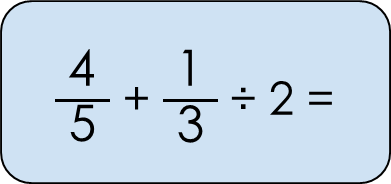 4/5 + 1/3 ÷ 2 =